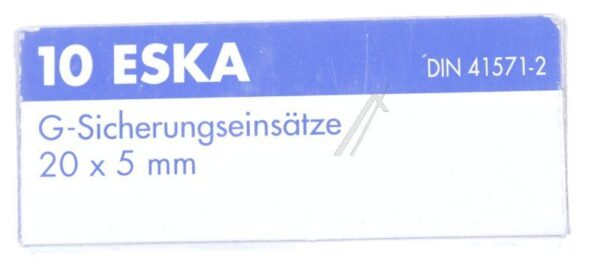 10 ESKA DIN 41571-2
G-Sicherungseinsätze
20 x 5 mm